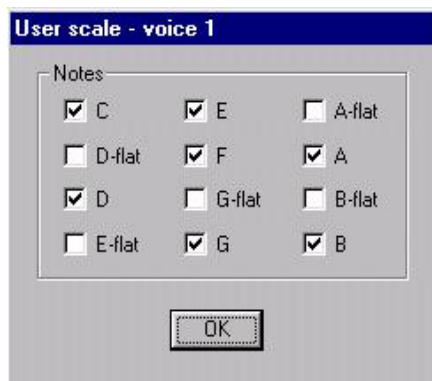 User scale - voice 1
Notes
C E A-flat
D-flat F A
D G-flat B-flat
E-flat G B
OK